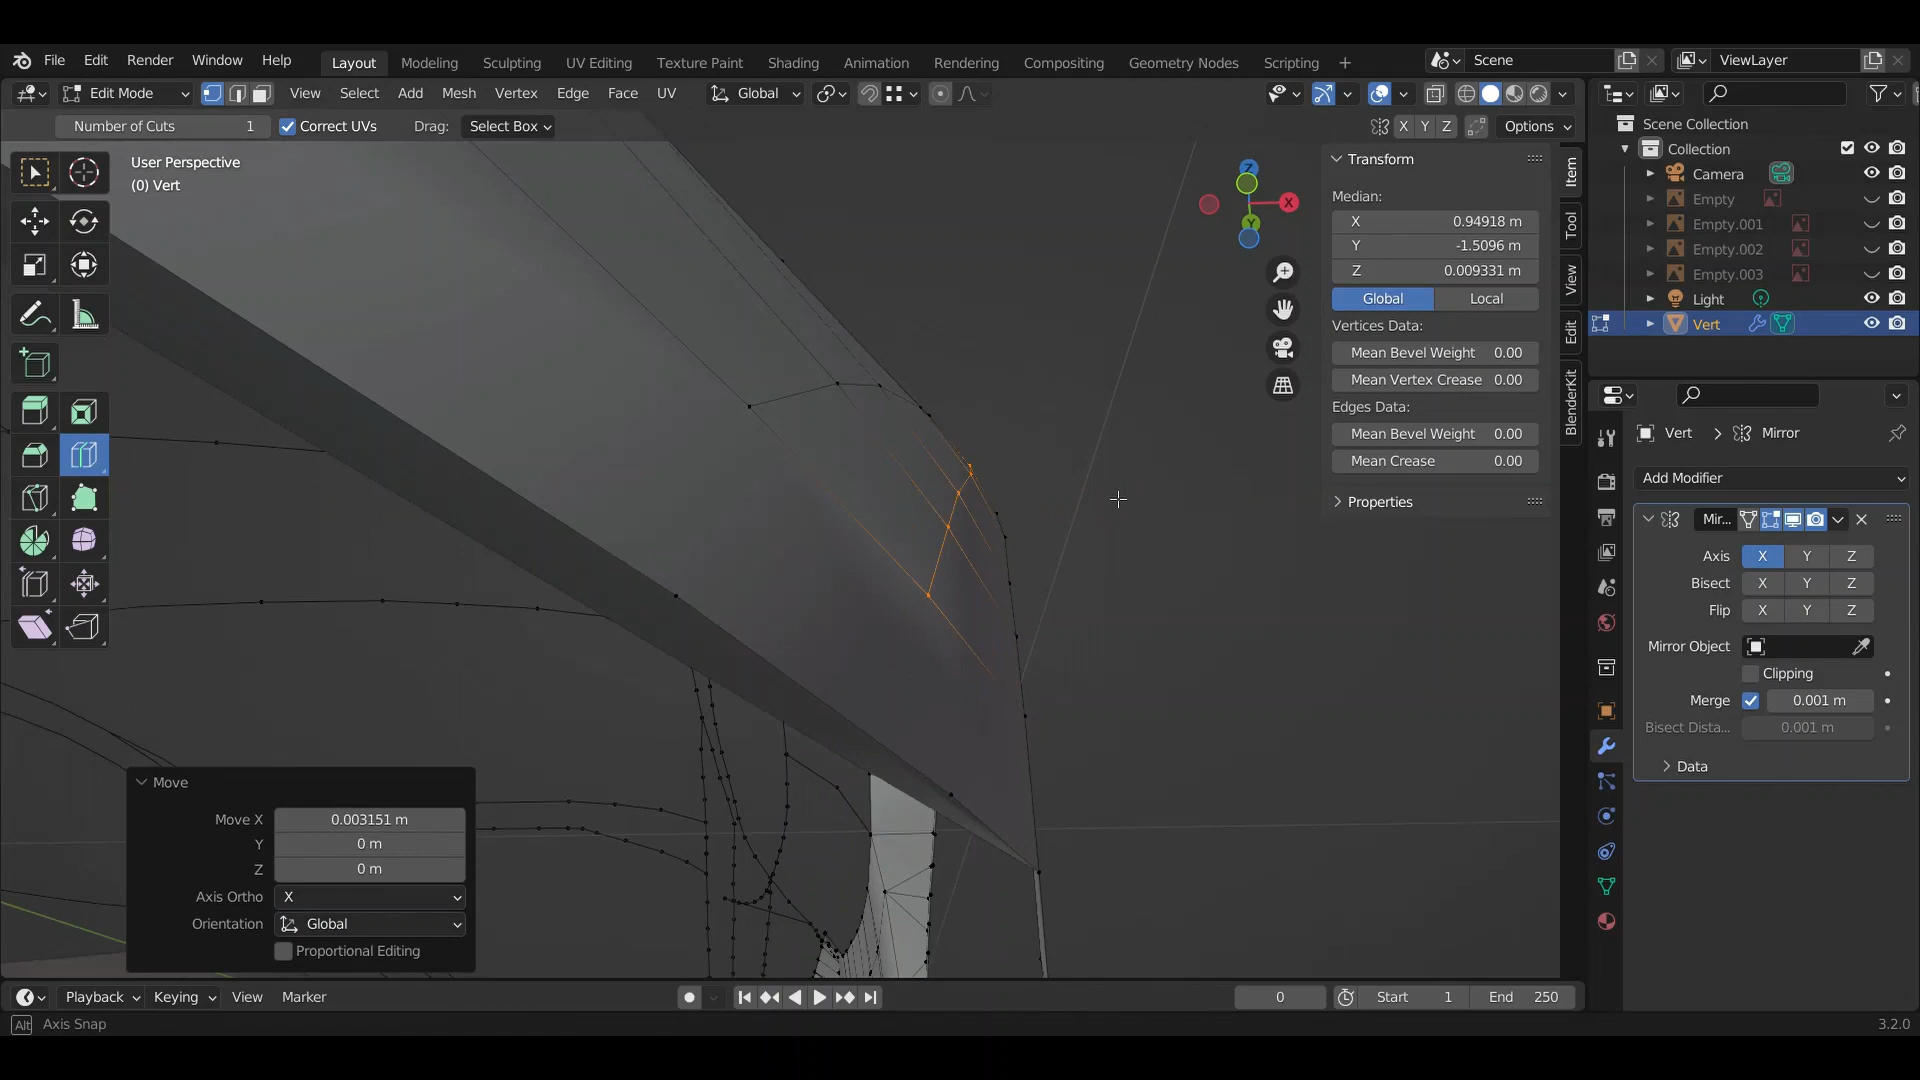 File Edit Render Window Help Layout Modeling Sculpting UV Editing Texture Paint Shading Animation Rendering Compositing Geometry Nodes Scripting + Scene ViewLayer
Edit Mode View Select Add Mesh Vertex Edge Face UV Global
Number of Cuts 1 Correct UVs Drag: Select Box X Y Z Options
User Perspective
(0) Vert
Z
X
Y
Transform
Median:
X 0.94918 m
Y -1.5096 m
Z 0.009331 m
Global Local
Vertices Data:
Mean Bevel Weight 0.00
Mean Vertex Crease 0.00
Edges Data:
Mean Bevel Weight 0.00
Mean Crease 0.00
Properties
Item
Tool
View
Edit
BlenderKit
Scene Collection
Collection
Camera
Empty
Empty.001
Empty.002
Empty.003
Light
Vert
Vert > Mirror
Add Modifier
Mir...
Axis X Y Z
Bisect X Y Z
Flip X Y Z
Mirror Object
Clipping
Merge 0.001 m
Bisect Dista... 0.001 m
Data
Move
Move X 0.003151 m
Y 0 m
Z 0 m
Axis Ortho X
Orientation Global
Proportional Editing
Playback Keying View Marker 0 Start 1 End 250
Alt Axis Snap 3.2.0